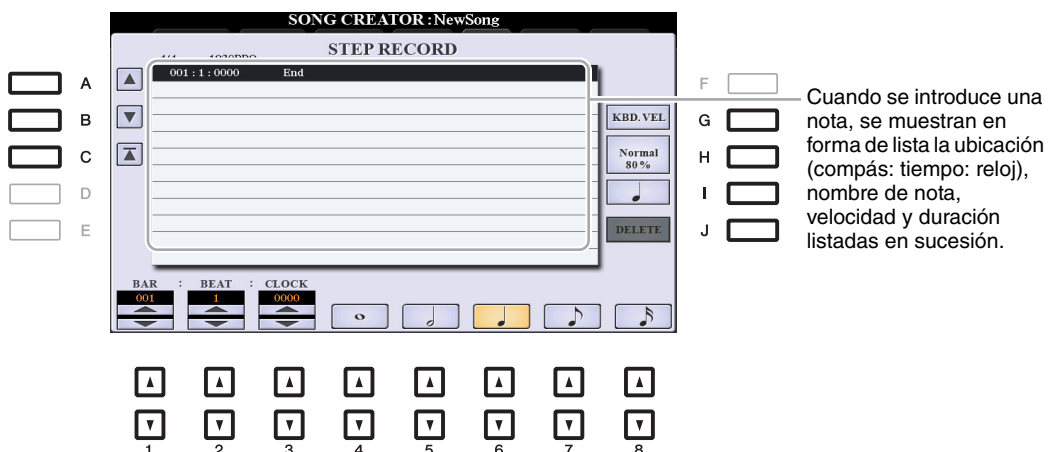 SONG CREATOR : NewSong
STEP RECORD
001 : 1 : 0000 End
A
B
C
D
E
F
G
H
I
J
KBD. VEL
Normal
80%
DELETE
Cuando se introduce una
nota, se muestran en
forma de lista la ubicación
(compás: tiempo: reloj),
nombre de nota,
velocidad y duración
listadas en sucesión.
BAR : BEAT : CLOCK
001 1 0000
1 2 3 4 5 6 7 8